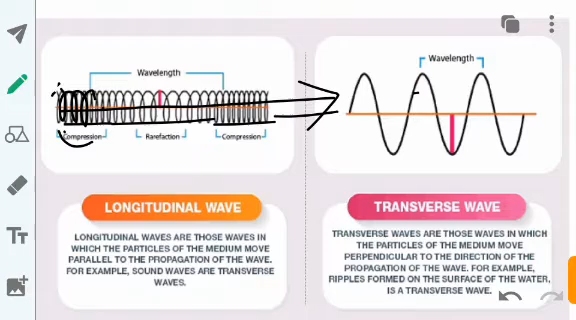 Wavelength
Compression
Rarefaction
Compression
LONGITUDINAL WAVE
LONGITUDINAL WAVES ARE THOSE WAVES IN
WHICH THE PARTICLES OF THE MEDIUM MOVE
PARALLEL TO THE PROPAGATION OF THE WAVE.
FOR EXAMPLE, SOUND WAVES ARE TRANSVERSE
WAVES.
Wavelength
TRANSVERSE WAVE
TRANSVERSE WAVES ARE THOSE WAVES IN WHICH
THE PARTICLES OF THE MEDIUM MOVE
PERPENDICULAR TO THE DIRECTION OF THE
PROPAGATION OF THE WAVE. FOR EXAMPLE,
RIPPLES FORMED ON THE SURFACE OF THE WATER,
IS A TRANSVERSE WAVE.
Tт